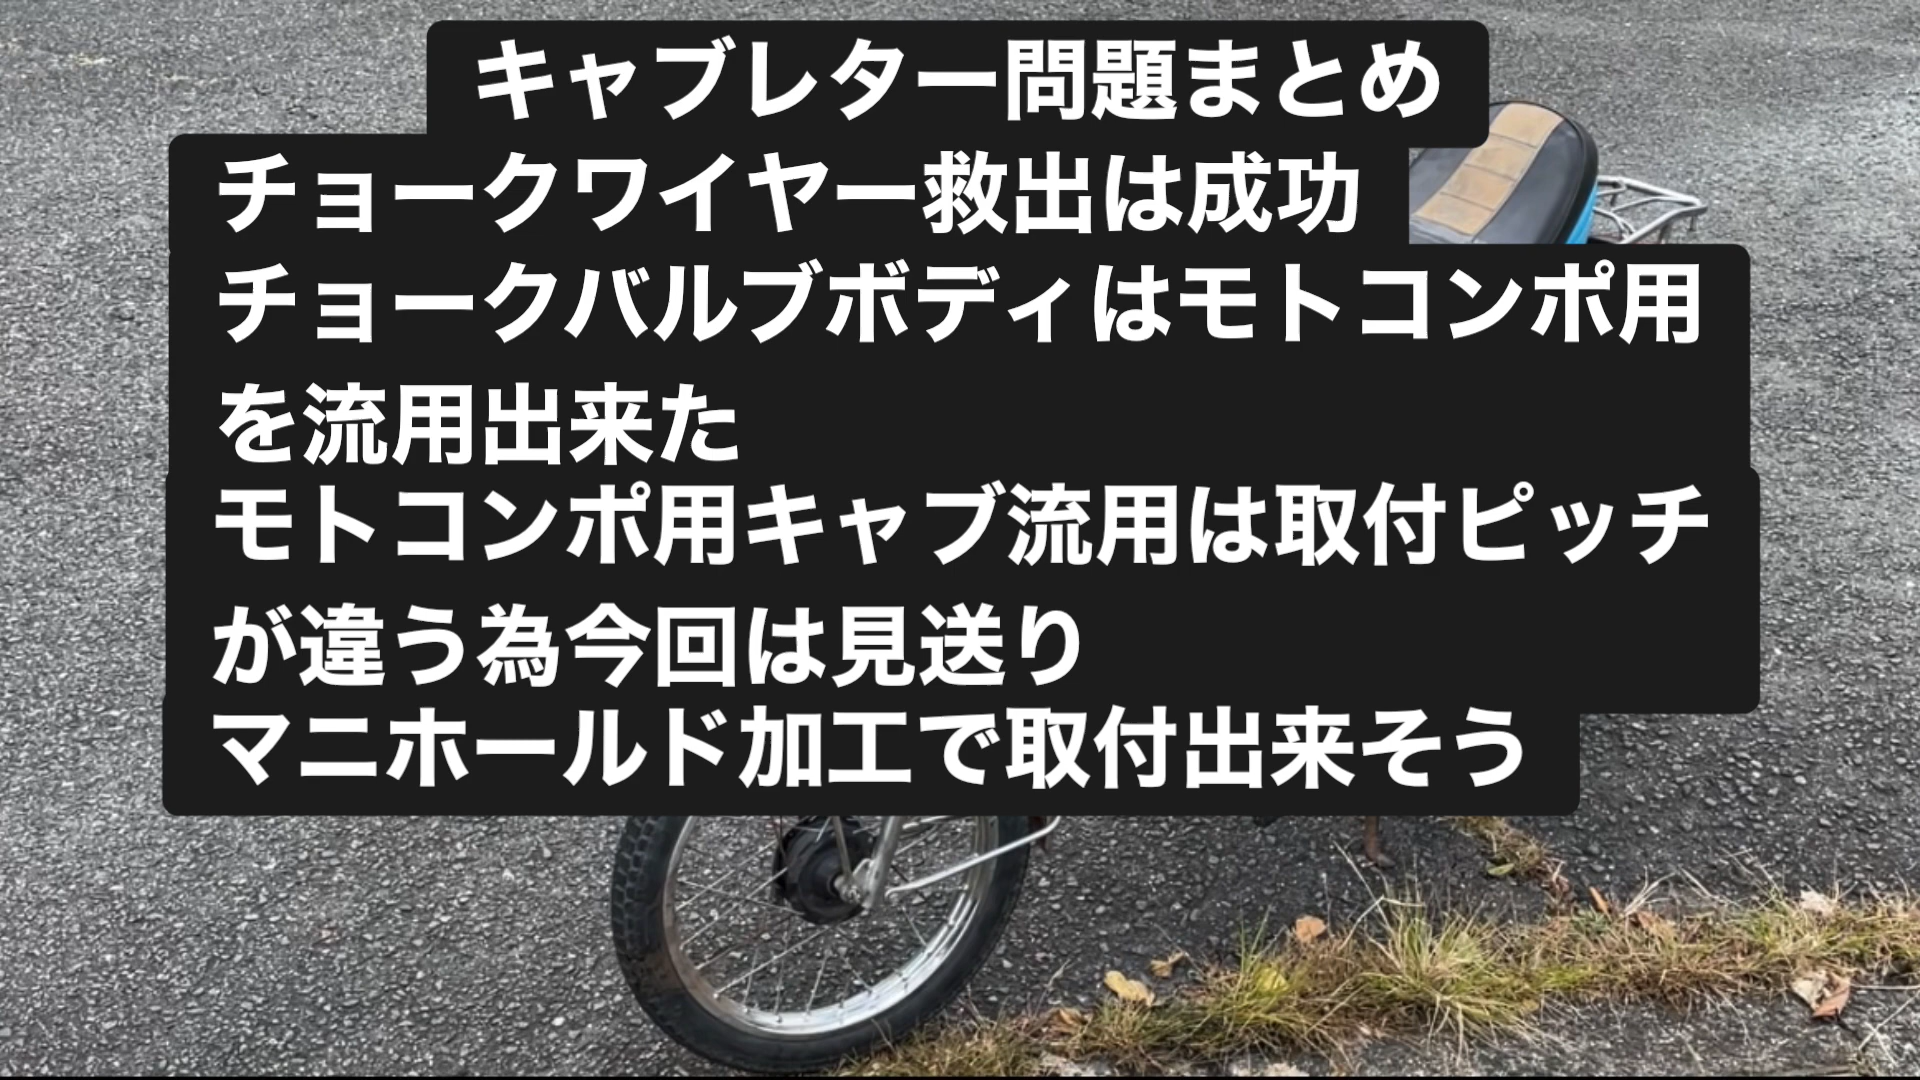 キャブレター問題まとめ
チョークワイヤー救出は成功
チョークバルブボディはモトコンポ用
を流用出来た
モトコンポ用キャブ流用は取付ピッチ
が違う為今回は見送り
マニホールド加工で取付出来そう